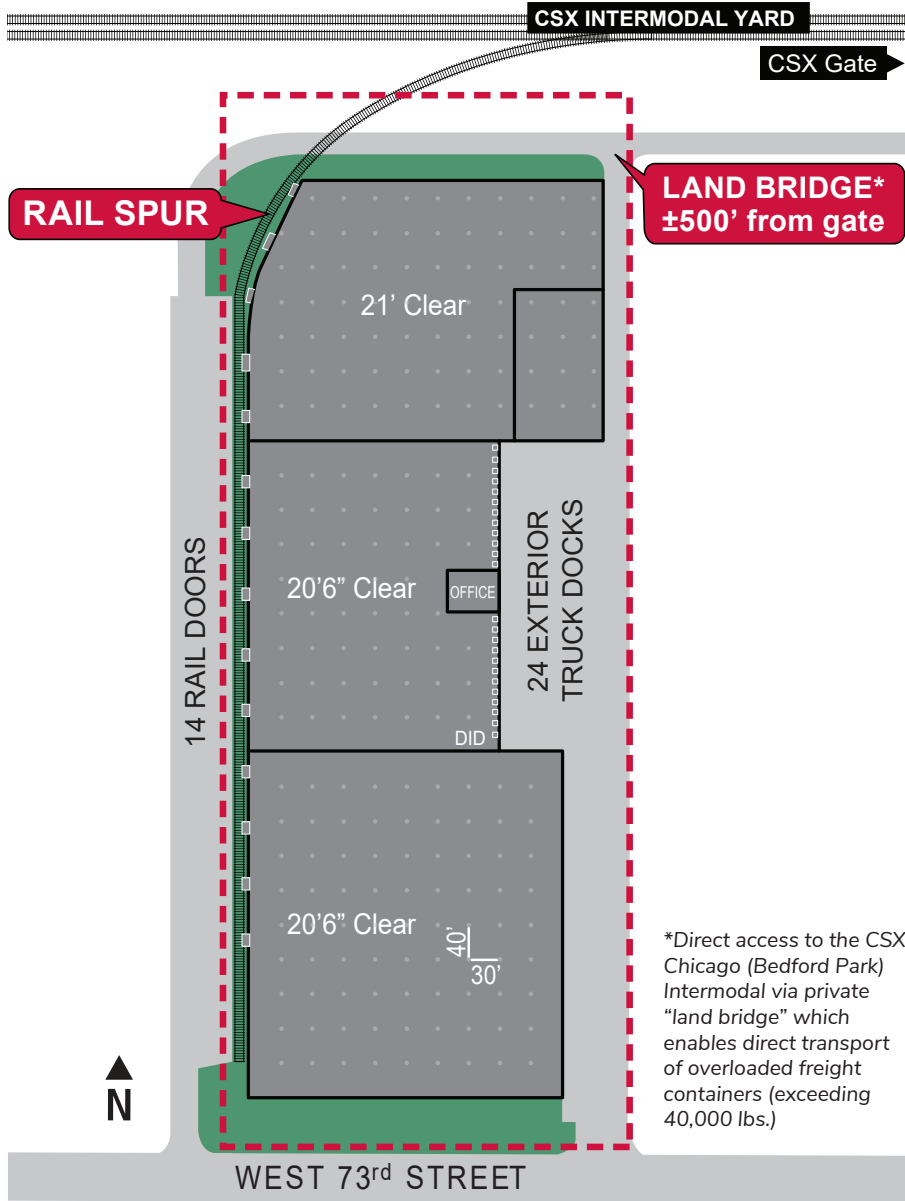 CSX INTERMODAL YARD
CSX Gate
RAIL SPUR
LAND BRIDGE*
±500’ from gate
21’ Clear
14 RAIL DOORS
20’6” Clear
OFFICE
24 EXTERIOR
TRUCK DOCKS
DID
20’6” Clear
40’
30’
*Direct access to the CSX
Chicago (Bedford Park)
Intermodal via private
“land bridge” which
enables direct transport
of overloaded freight
containers (exceeding
40,000 lbs.)
N
WEST 73rd STREET